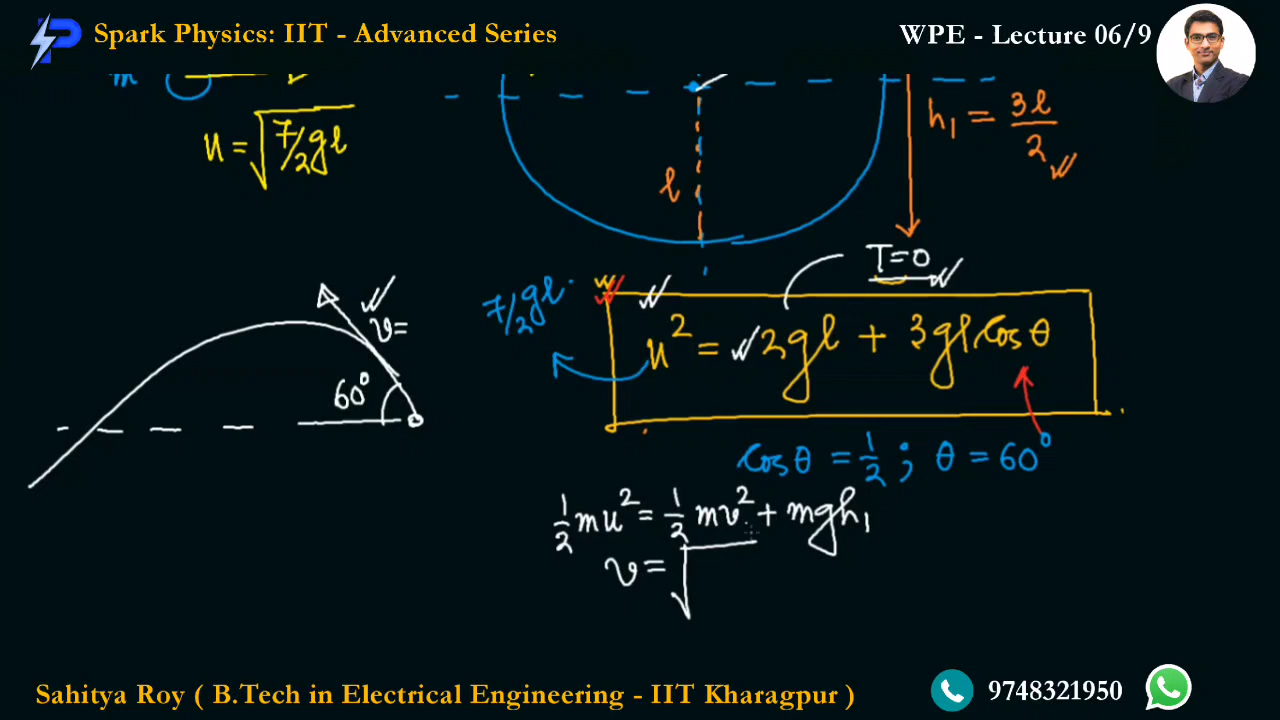 Spark Physics: IIT - Advanced Series
WPE - Lecture 06/9
m
u = √(7/2 gl)
l
h₁ = 3l/2
T=0
7/2 gl
u² = 2gl + 3gl cosθ
v=
60°
cosθ = 1/2 ; θ = 60°
1/2 mu² = 1/2 mv² + mgh₁
v = √
Sahitya Roy ( B.Tech in Electrical Engineering - IIT Kharagpur )
9748321950